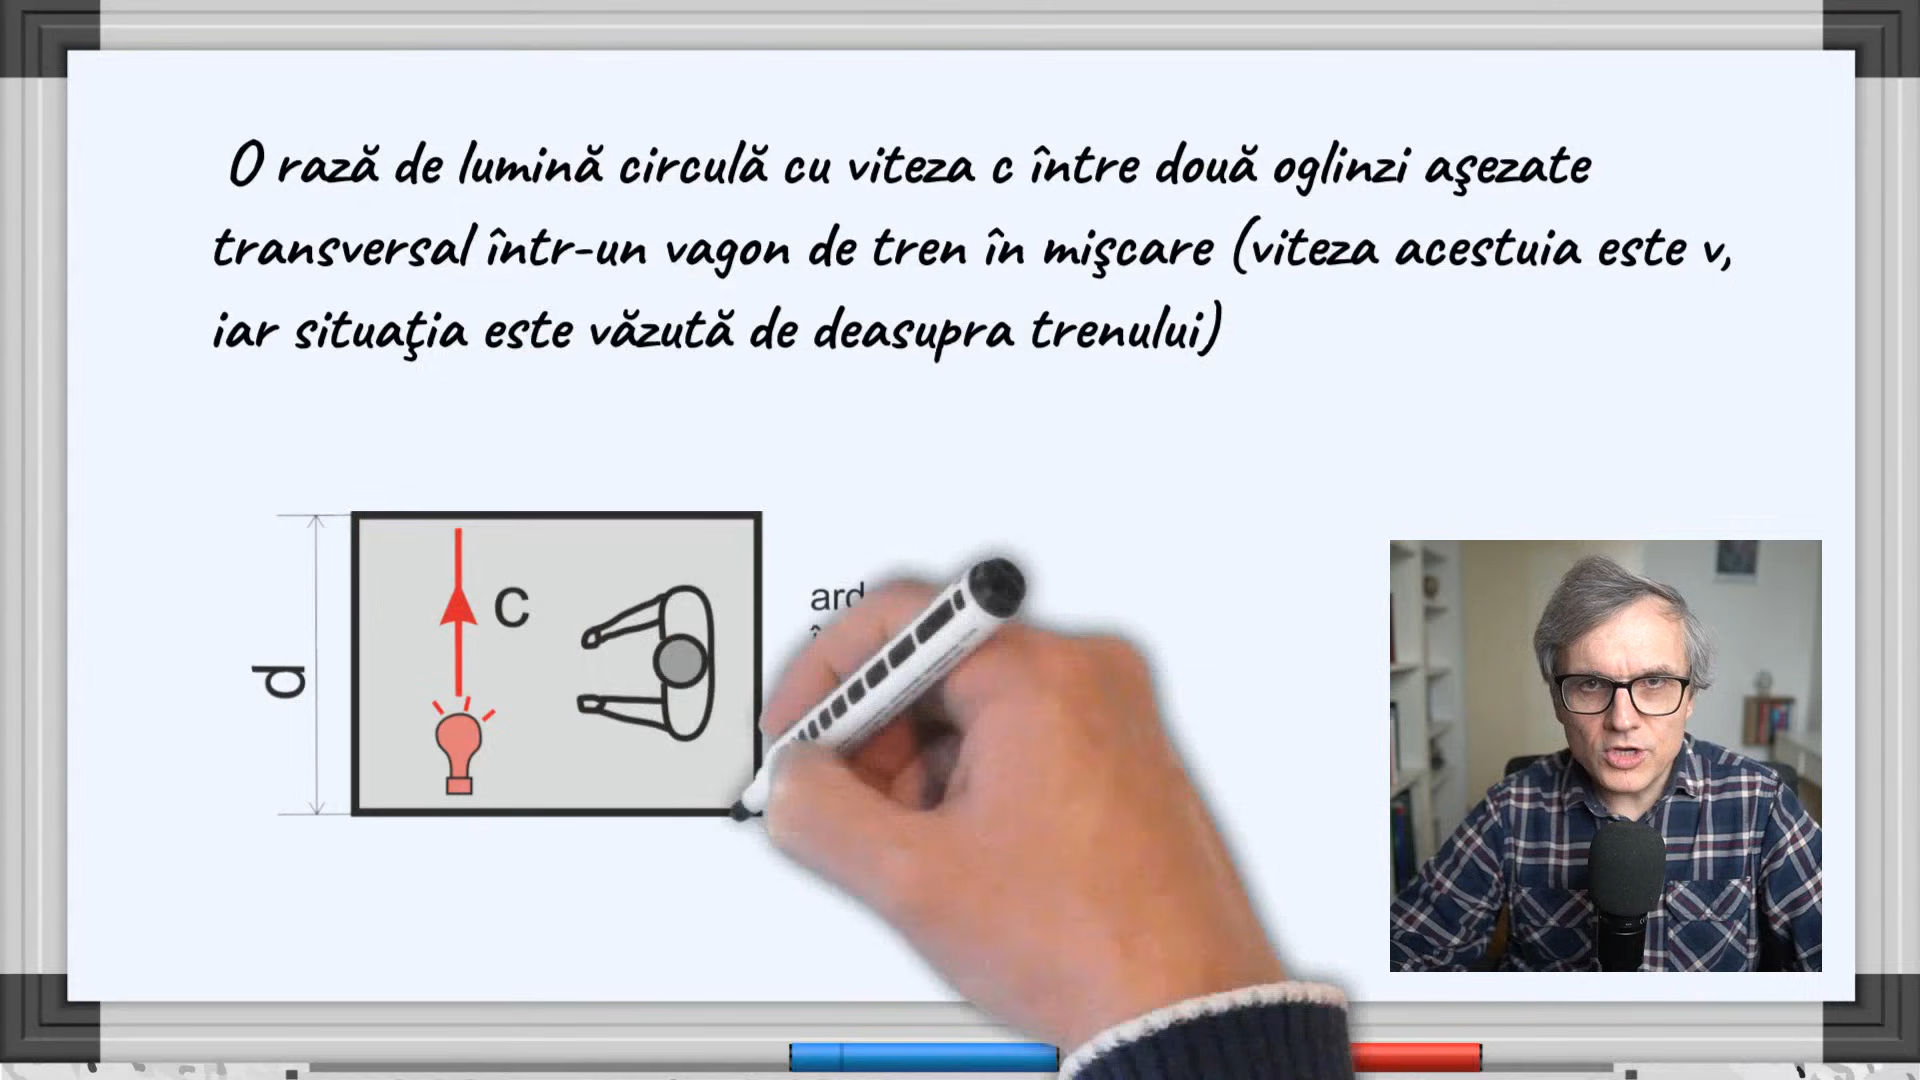 O rază de lumină circulă cu viteza c între două oglinzi aşezate
transversal într-un vagon de tren în mişcare (viteza acestuia este v,
iar situaţia este văzută de deasupra trenului)
c
d